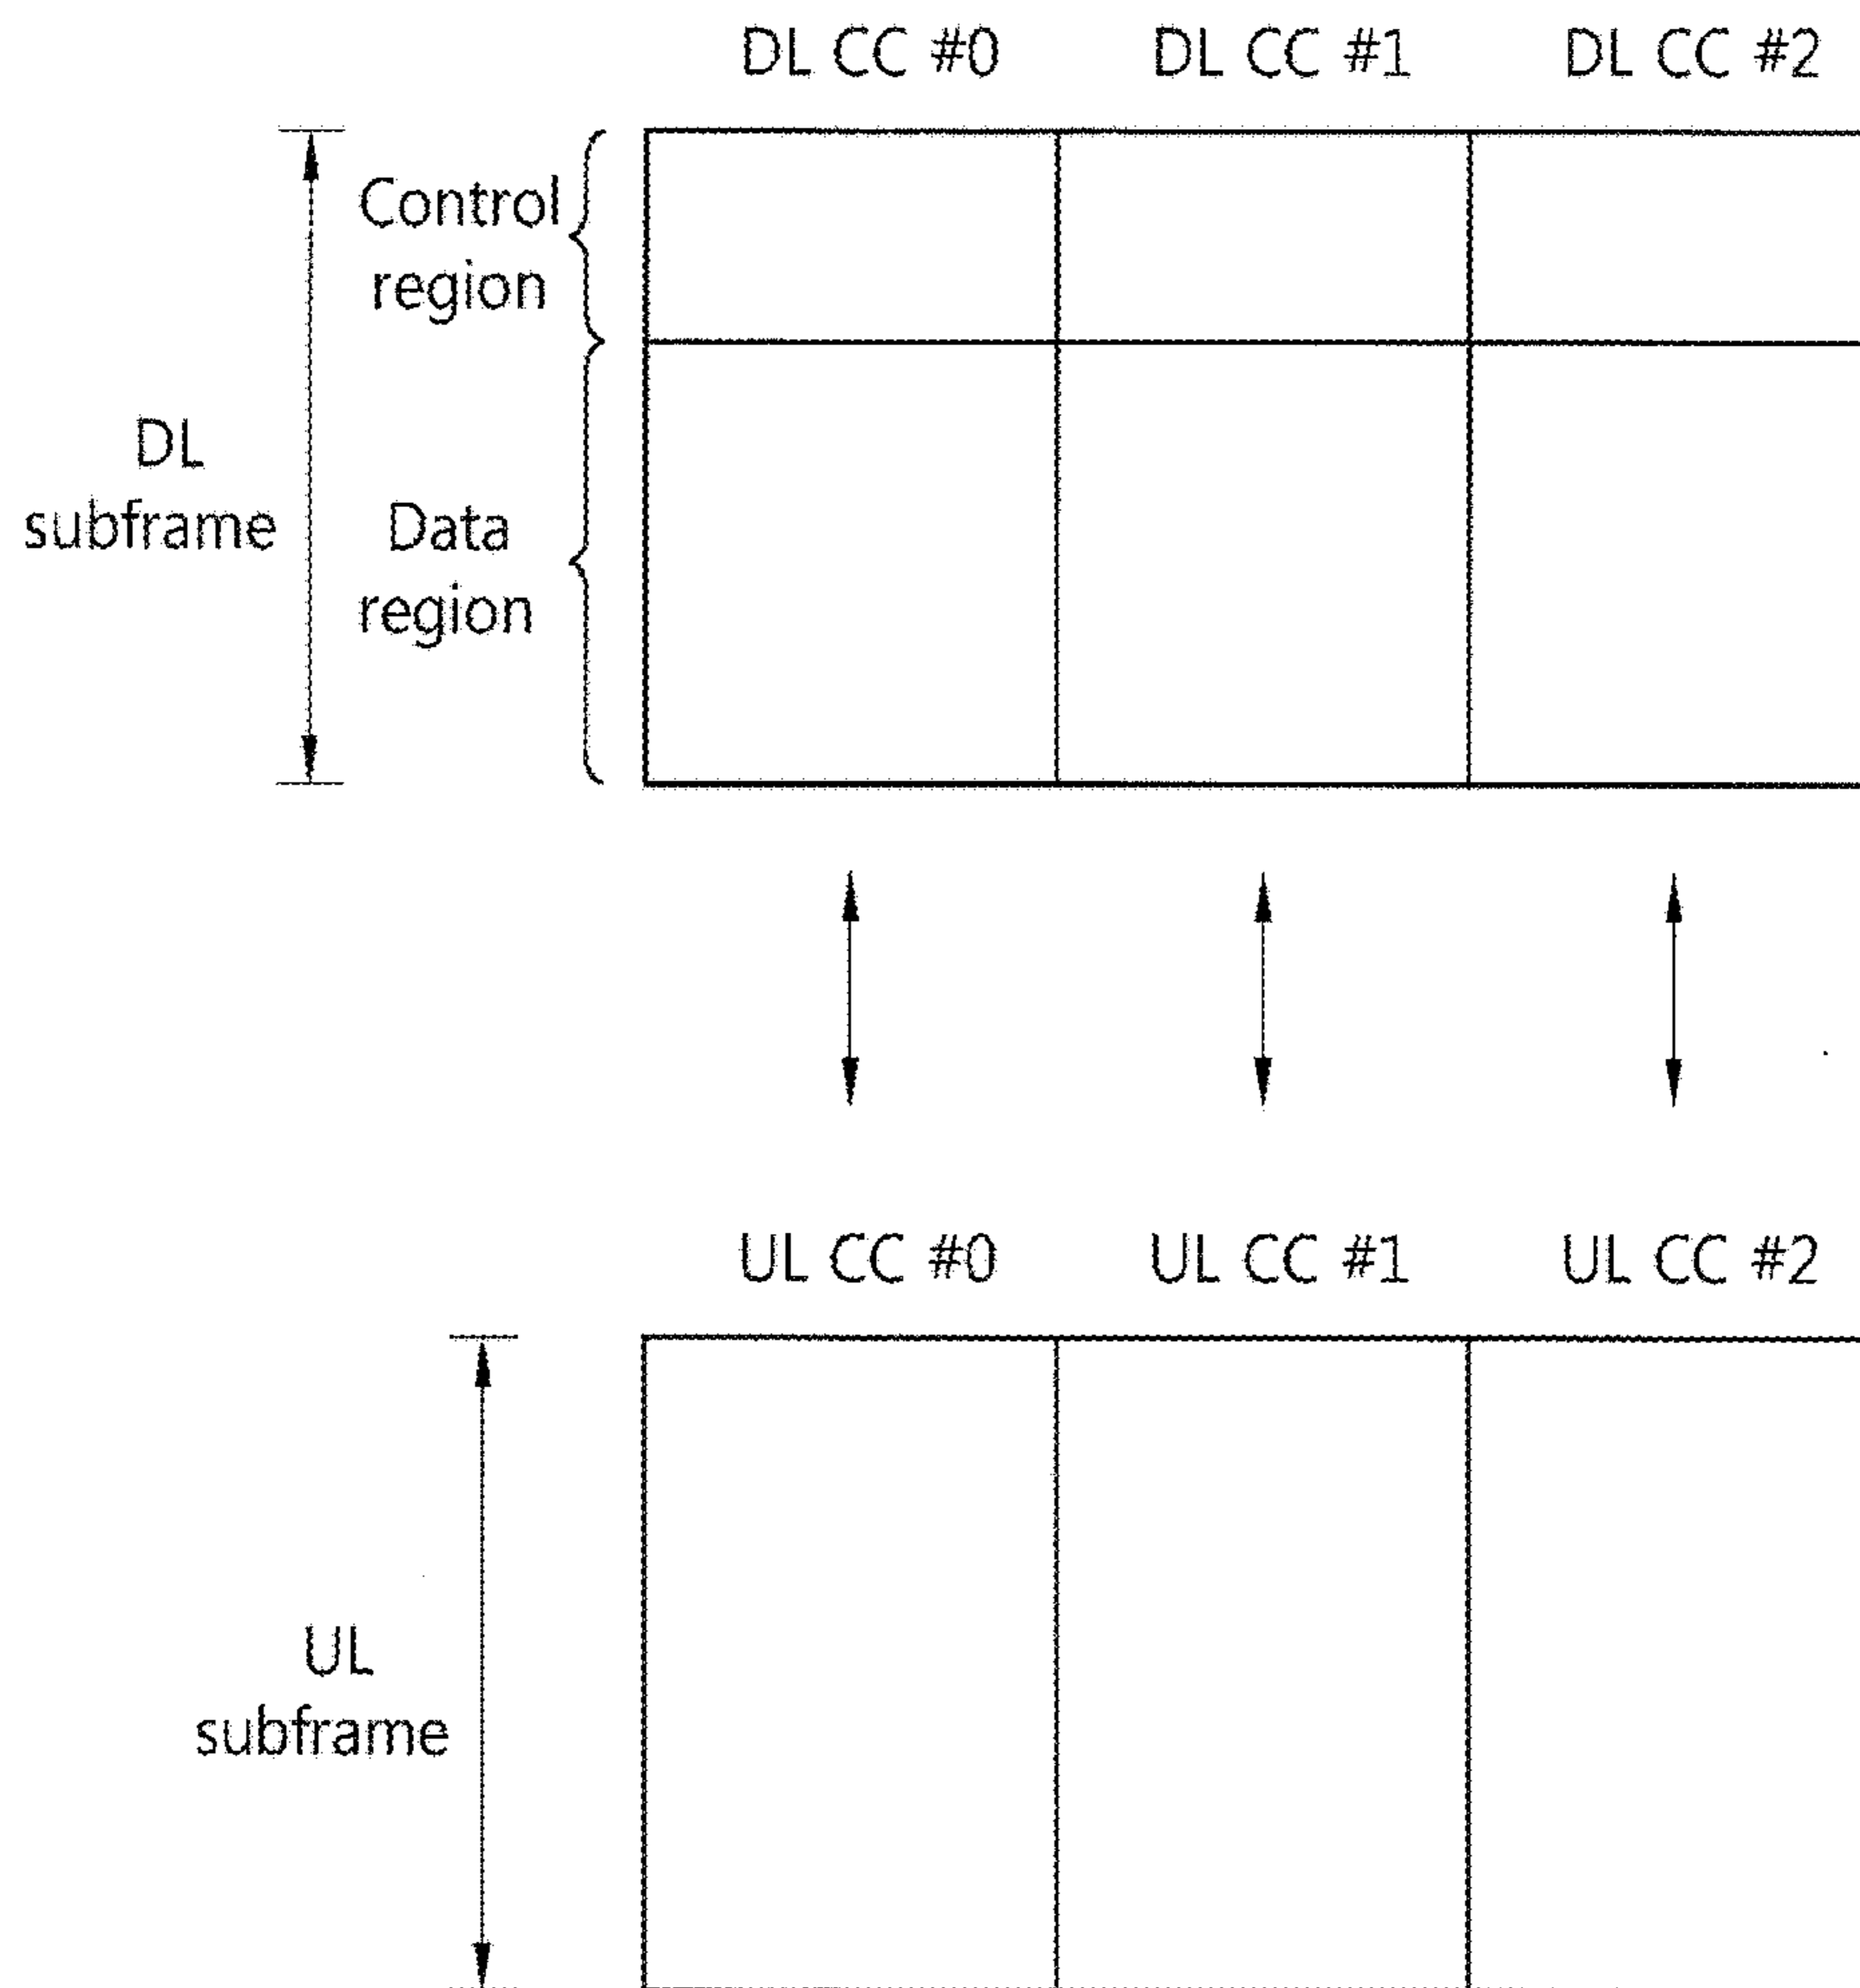 DL CC #0 DL CC #1 DL CC #2
Control
region
DL
subframe
Data
region
UL CC #0 UL CC #1 UL CC #2
UL
subframe